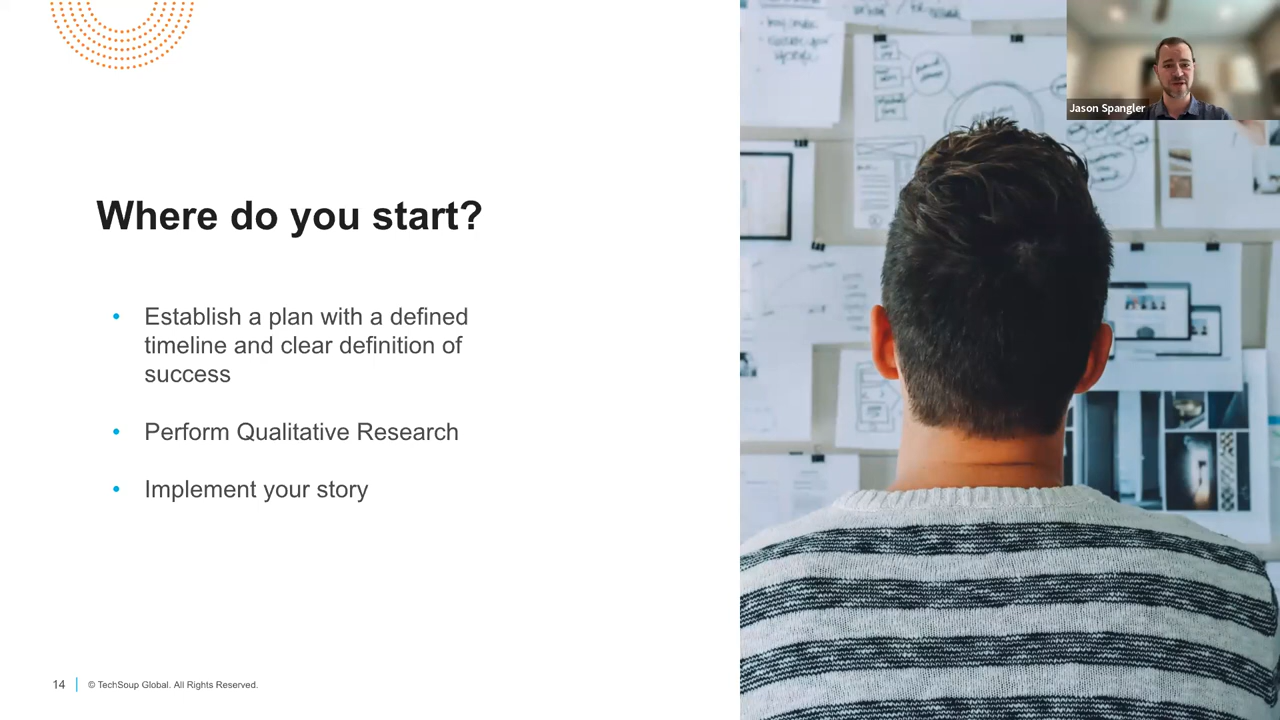 Jason Spangler
Where do you start?
• Establish a plan with a defined
timeline and clear definition of
success
• Perform Qualitative Research
• Implement your story
14
© TechSoup Global. All Rights Reserved.